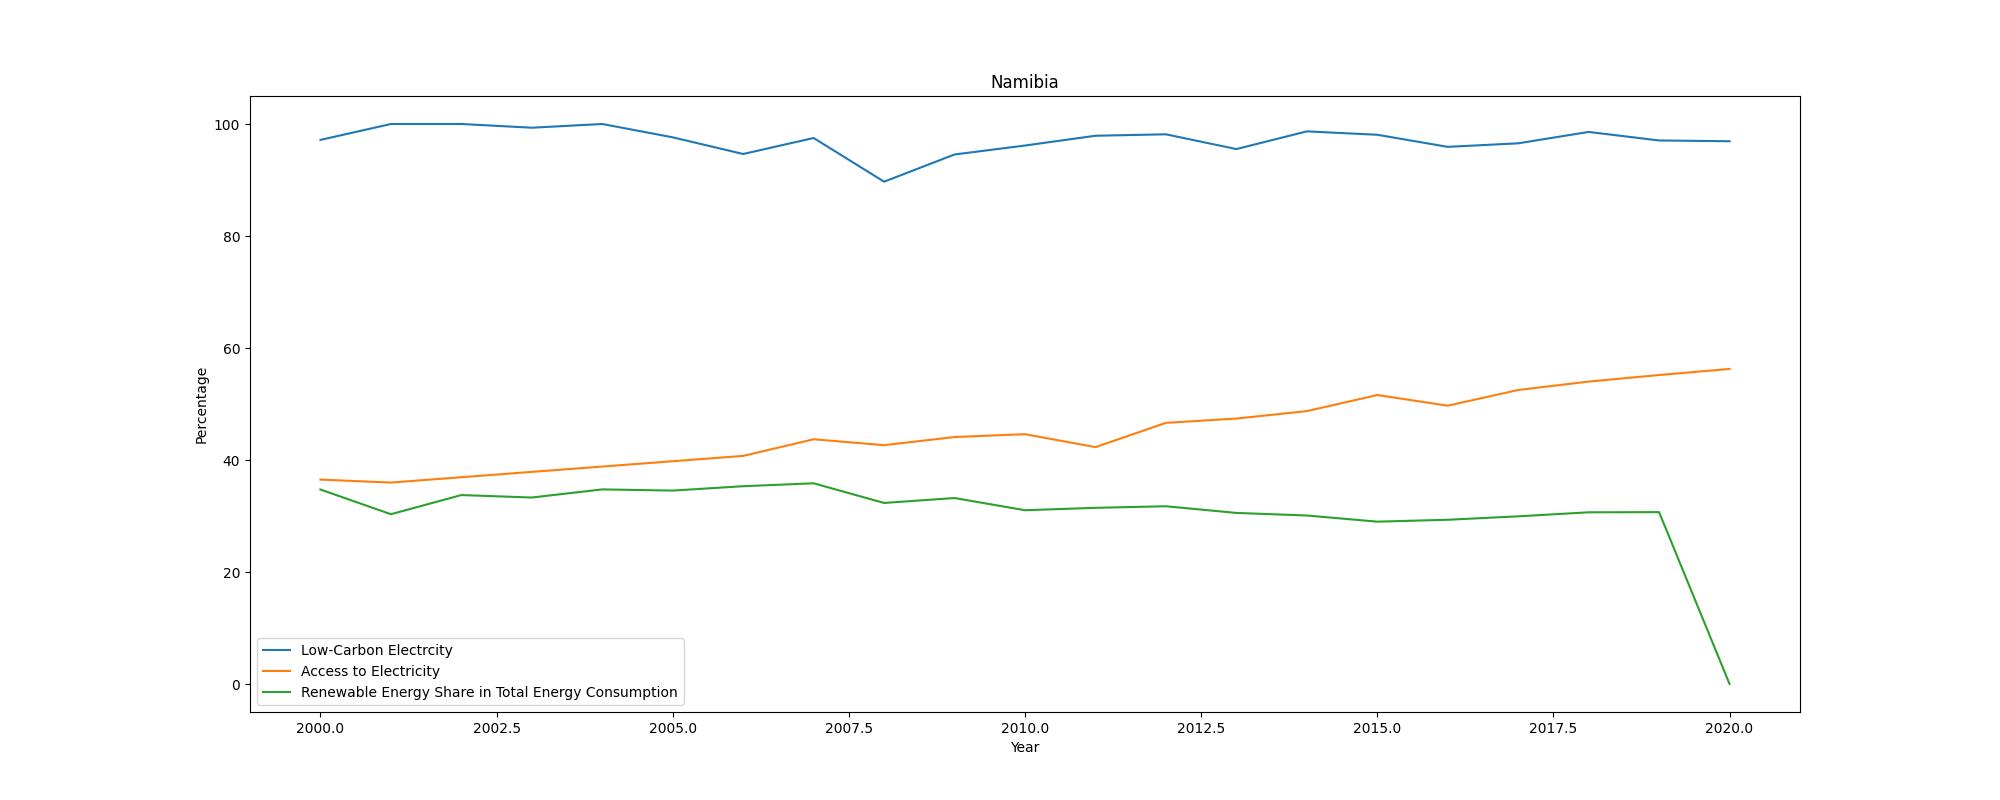 Namibia
100
80
60
40
20
0
Percentage
Low-Carbon Electrcity
Access to Electricity
Renewable Energy Share in Total Energy Consumption
2000.0 2002.5 2005.0 2007.5 2010.0 2012.5 2015.0 2017.5 2020.0
Year